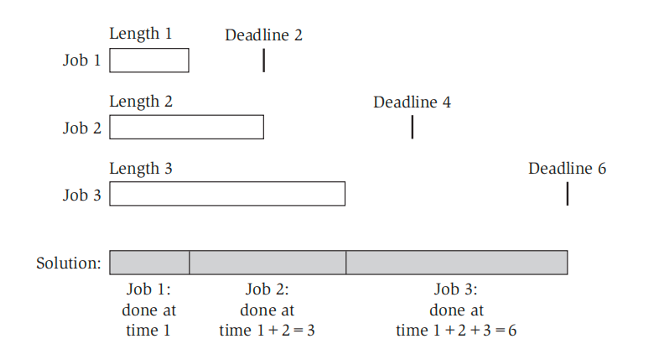 Length 1
Deadline 2
Job 1
Length 2
Deadline 4
Job 2
Length 3
Deadline 6
Job 3
Solution:
Job 1:
done at
time 1
Job 2:
done at
time 1+2=3
Job 3:
done at
time 1+2+3=6